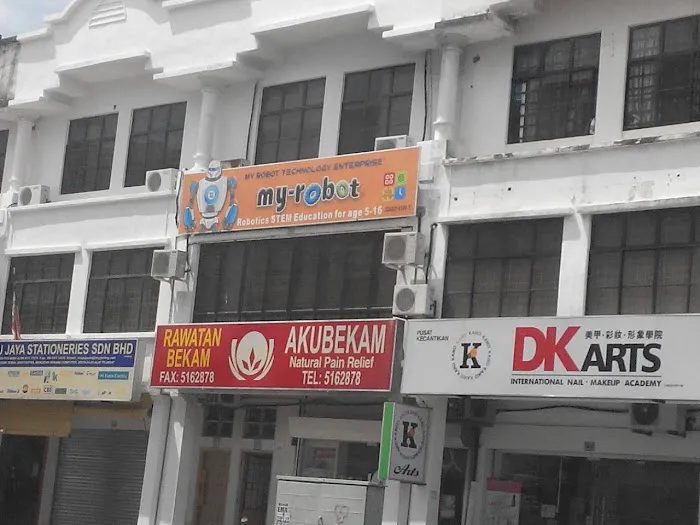 MY ROBOT TECHNOLOGY ENTERPRISE
my-robot
Robotics STEM Education for age 5-16
RAWATAN
BEKAM
FAX: 5162878
AKUBEKAM
Natural Pain Relief
TEL: 5162878
JAYA STATIONERIES SDN BHD
PUSAT
KECANTIKAN
K
DK ARTS
美甲·彩妆·形象學院
INTERNATIONAL NAIL · MAKEUP ACADEMY
K
Arts